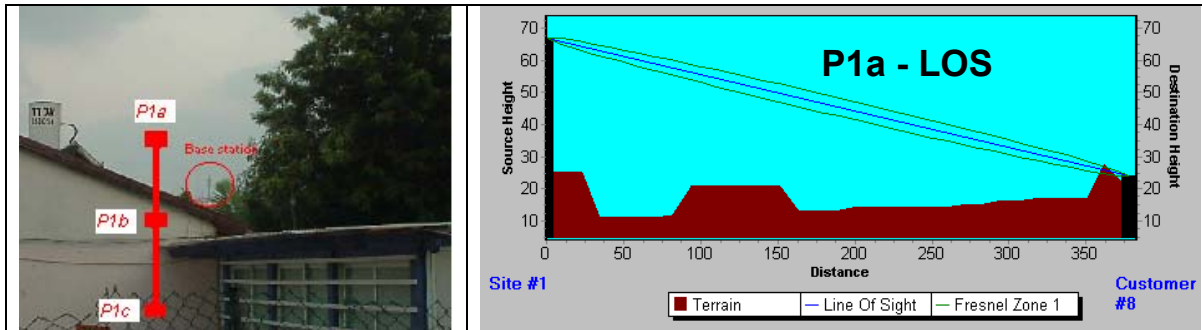 P1a
Base station
P1b
P1c
P1a - LOS
Source Height
70
60
50
40
30
20
10
70
60
50
40
30
20
10
Destination Height
0
50
100
150
200
250
300
350
Distance
Site #1
Customer
#8
Terrain
Line Of Sight
Fresnel Zone 1